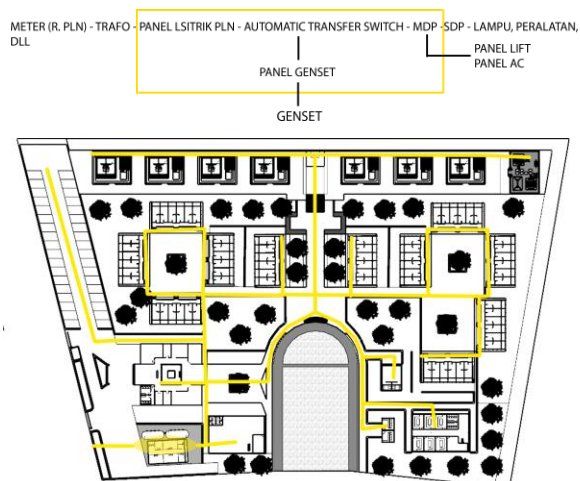 METER (R. PLN) - TRAFO - PANEL LSITRIK PLN - AUTOMATIC TRANSFER SWITCH - MDP -SDP - LAMPU, PERALATAN,
DLL
PANEL LIFT
PANEL AC
PANEL GENSET
GENSET